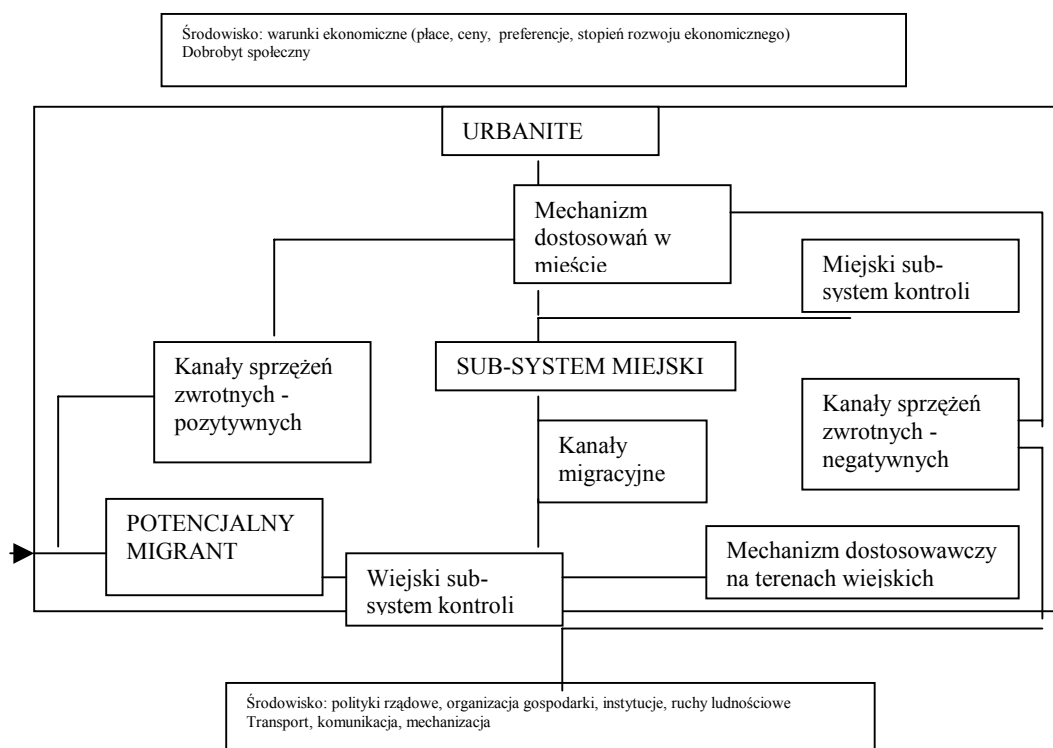 Środowisko: warunki ekonomiczne (płace, ceny, preferencje, stopień rozwoju ekonomicznego)
Dobrobyt społeczny
URBANITE
Mechanizm
dostosowań w
mieście
Miejski sub-
system kontroli
Kanały sprzężeń
zwrotnych -
pozytywnych
SUB-SYSTEM MIEJSKI
Kanały sprzężeń
zwrotnych -
negatywnych
Kanały
migracyjne
POTENCJALNY
MIGRANT
Mechanizm dostosowawczy
na terenach wiejskich
Wiejski sub-
system kontroli
Środowisko: polityki rządowe, organizacja gospodarki, instytucje, ruchy ludnościowe
Transport, komunikacja, mechanizacja